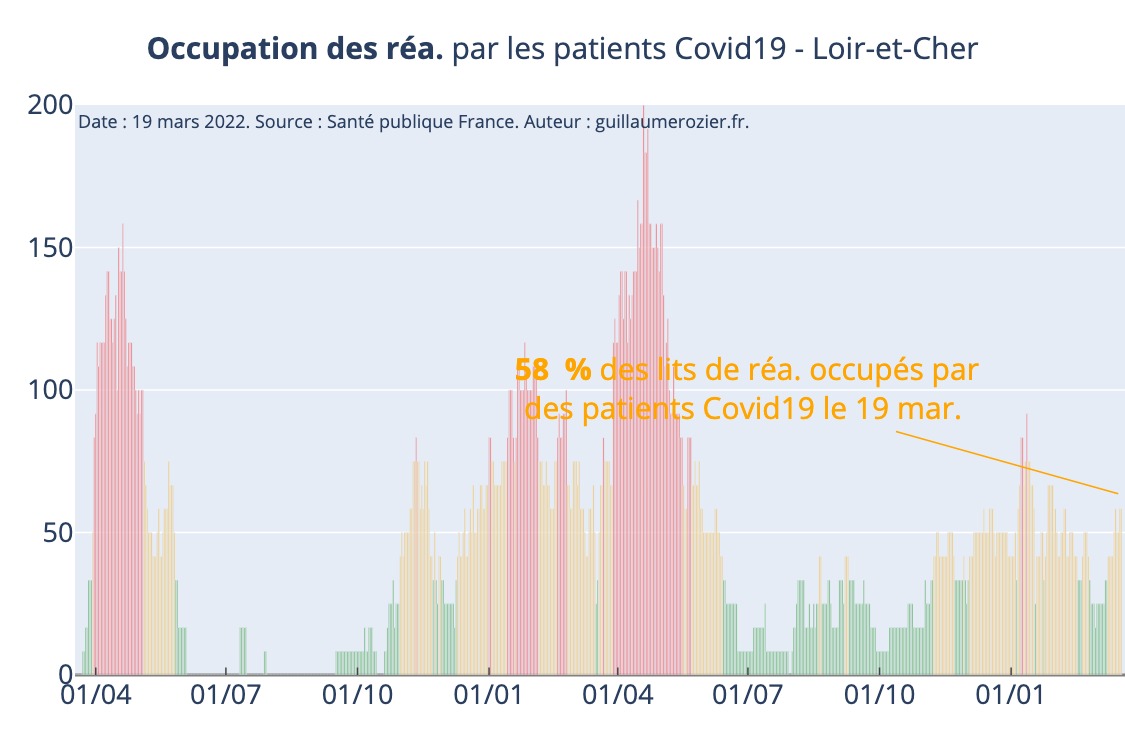 Occupation des réa. par les patients Covid19 - Loir-et-Cher
200
Date : 19 mars 2022. Source : Santé publique France. Auteur : guillaumerozier.fr.
150
100
58 % des lits de réa. occupés par
des patients Covid19 le 19 mar.
50
0
01/04 01/07 01/10 01/01 01/04 01/07 01/10 01/01